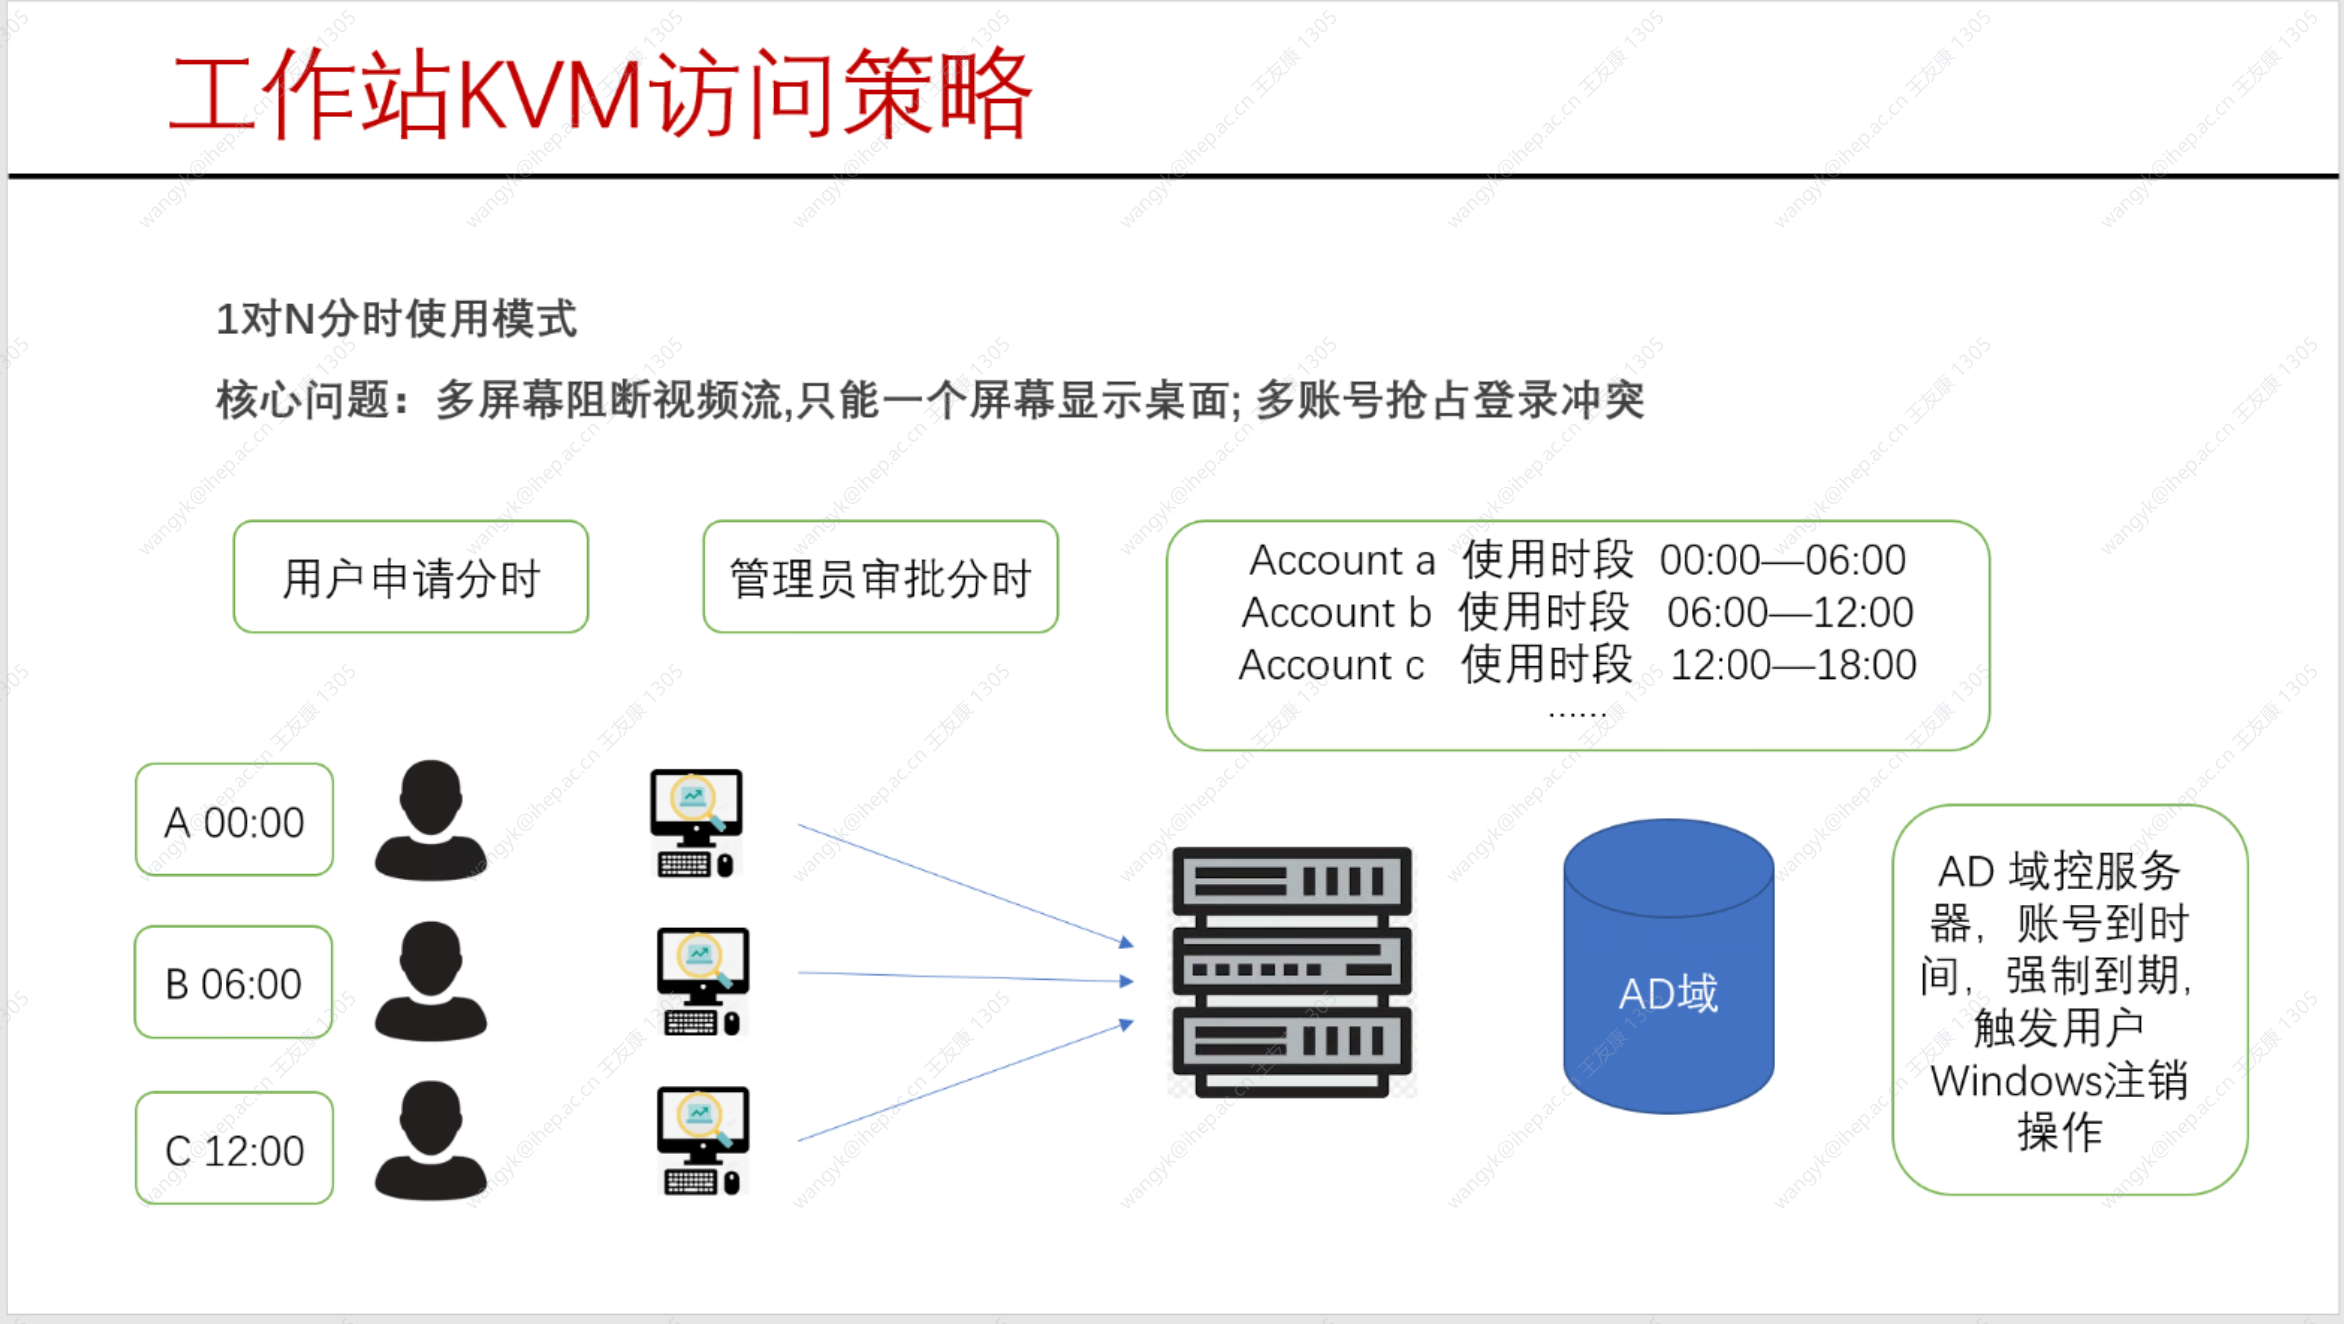 工作站KVM访问策略
1对N分时使用模式
核心问题：多屏幕阻断视频流,只能一个屏幕显示桌面; 多账号抢占登录冲突
用户申请分时
管理员审批分时
Account a 使用时段 00:00—06:00
Account b 使用时段 06:00—12:00
Account c 使用时段 12:00—18:00
......
A 00:00
B 06:00
C 12:00
AD域
AD 域控服务
器，账号到时
间，强制到期，
触发用户
Windows注销
操作
wangyk@ihep.ac.cn 王友康 1305